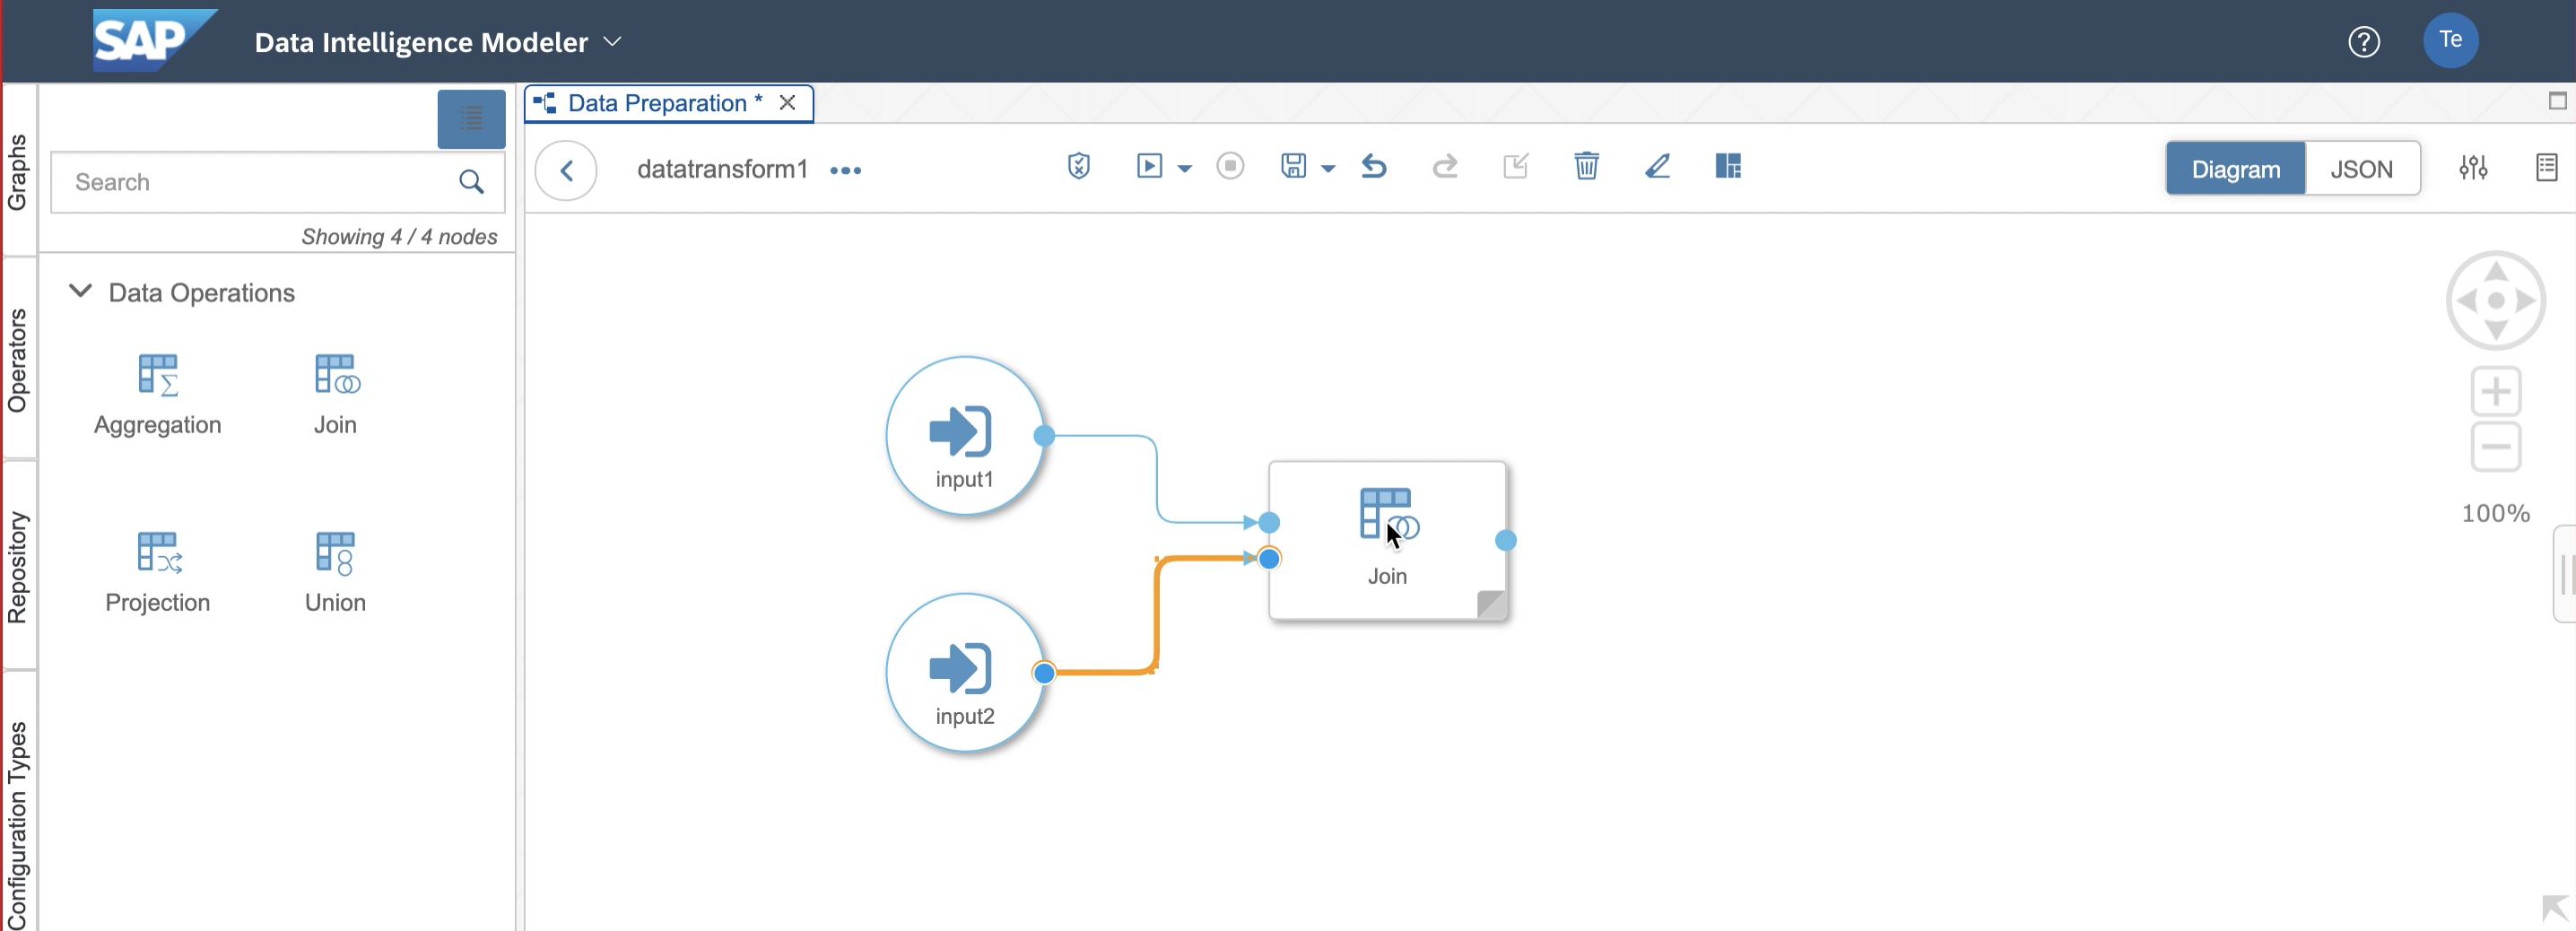 SAP
Data Intelligence Modeler
Te
Graphs
Operators
Repository
Configuration Types
Search
Showing 4 / 4 nodes
Data Operations
Aggregation
Join
Projection
Union
Data Preparation *
datatransform1
Diagram
JSON
input1
input2
Join
100%